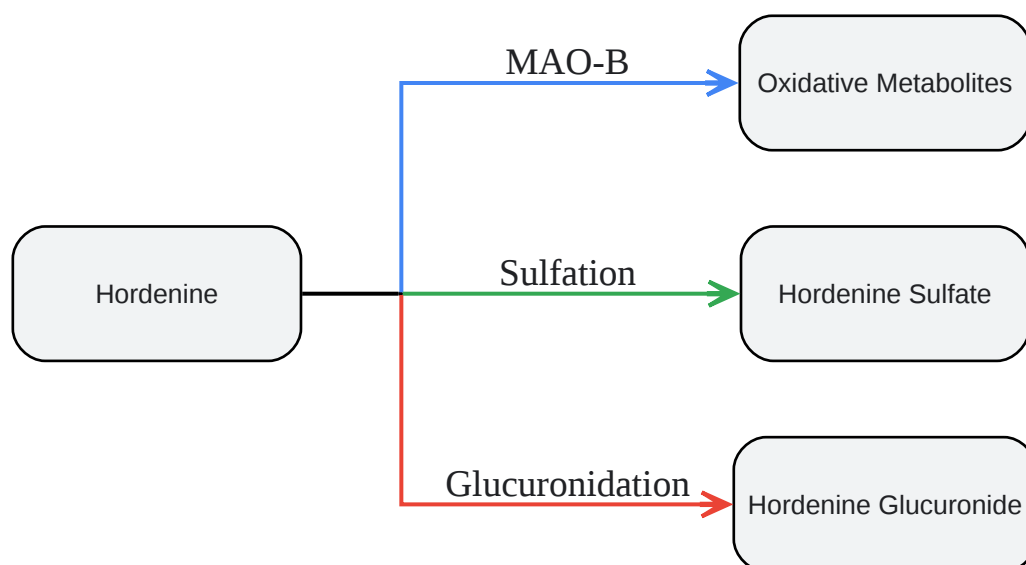 MAO-B
Oxidative Metabolites
Hordenine
Sulfation
Hordenine Sulfate
Glucuronidation
Hordenine Glucuronide